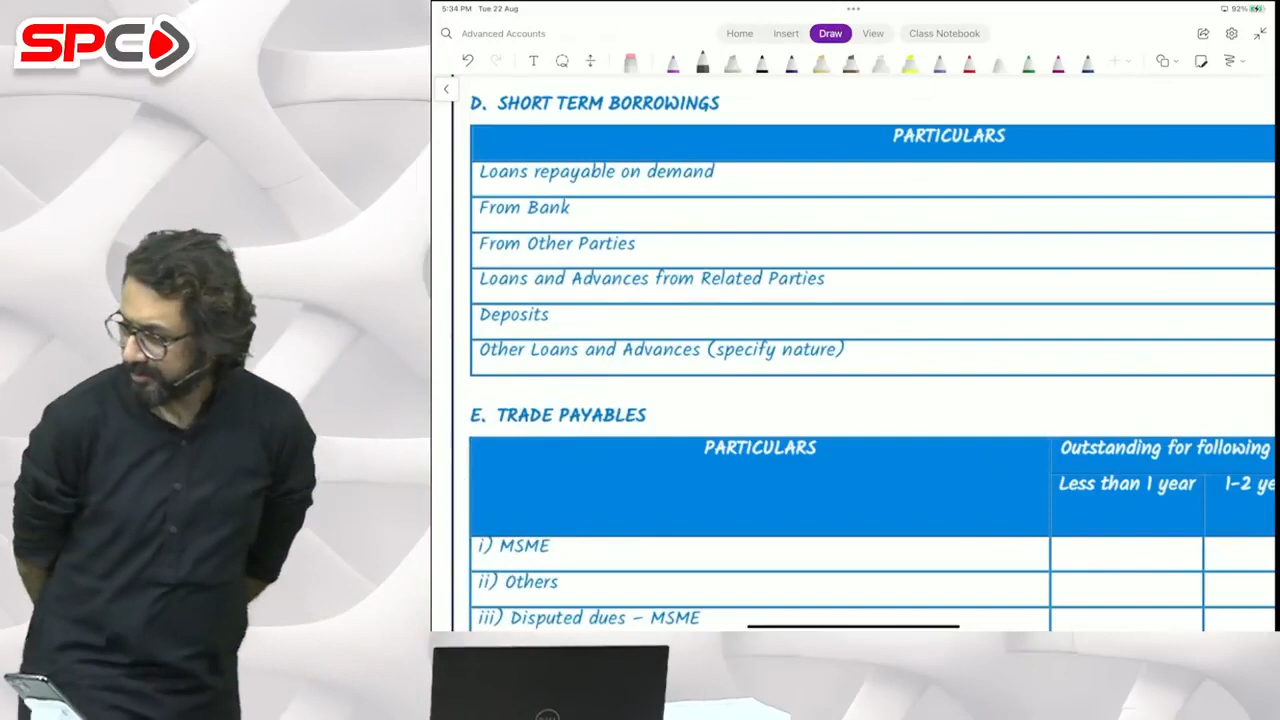 SPC
5:34 PM Tue 22 Aug
92%
Advanced Accounts
Home Insert Draw View Class Notebook
T
D. SHORT TERM BORROWINGS
PARTICULARS
Loans repayable on demand
From Bank
From Other Parties
Loans and Advances from Related Parties
Deposits
Other Loans and Advances (specify nature)
E. TRADE PAYABLES
PARTICULARS
Outstanding for following
Less than 1 year
1-2 ye
i) MSME
ii) Others
iii) Disputed dues – MSME
DELL